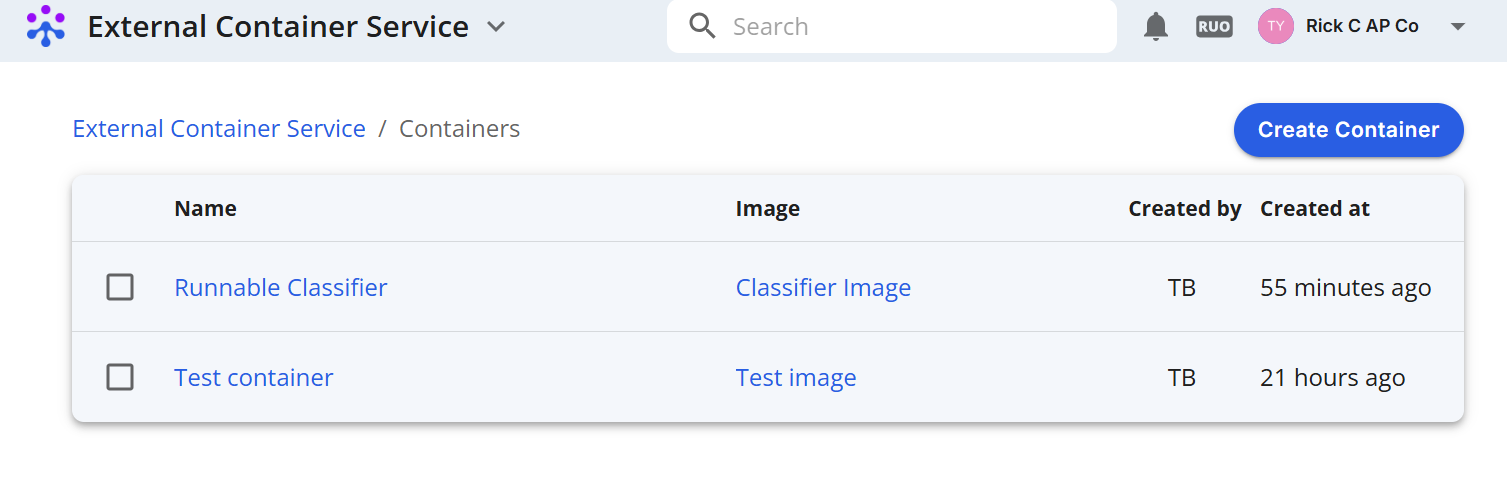 External Container Service
Search
RUO
TY
Rick C AP Co
External Container Service / Containers
Create Container
Name Image Created by Created at
Runnable Classifier Classifier Image TB 55 minutes ago
Test container Test image TB 21 hours ago